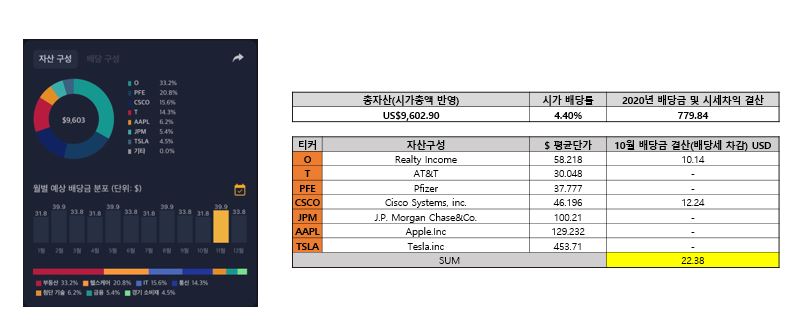 자산 구성 배당 구성
O 33.2%
PFE 20.8%
CSCO 15.6%
T 14.3%
AAPL 6.2%
JPM 5.4%
TSLA 4.5%
기타 0.0%
$9,603
월별 예상 배당금 분포 (단위: $)
31.8 39.9 33.8 31.8 39.9 33.8 31.8 39.9 33.8 31.8 39.9 33.8
1월 2월 3월 4월 5월 6월 7월 8월 9월 10월 11월 12월
부동산 33.2% 헬스케어 20.8% IT 15.6% 통신 14.3%
첨단 기술 6.2% 금융 5.4% 경기 소비재 4.5%
총자산(시가총액 반영) 시가 배당률 2020년 배당금 및 시세차익 결산
US$9,602.90 4.40% 779.84
티커 자산구성 $ 평균단가 10월 배당금 결산(배당세 차감) USD
O Realty Income 58.218 10.14
T AT&T 30.048 -
PFE Pfizer 37.777 -
CSCO Cisco Systems, inc. 46.196 12.24
JPM J.P. Morgan Chase&Co. 100.21 -
AAPL Apple.Inc 129.232 -
TSLA Tesla.inc 453.71 -
SUM 22.38